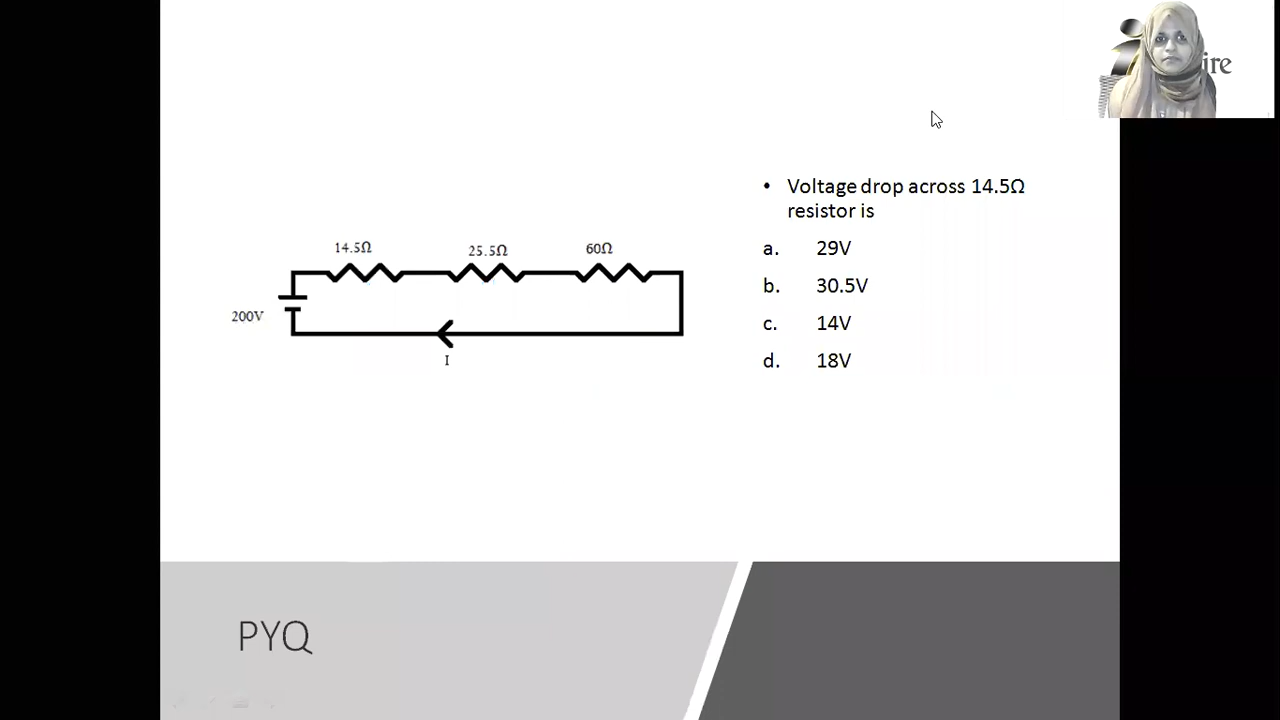 ire
• Voltage drop across 14.5Ω
resistor is
a. 29V
b. 30.5V
c. 14V
d. 18V
14.5Ω
25.5Ω
60Ω
200V
I
PYQ